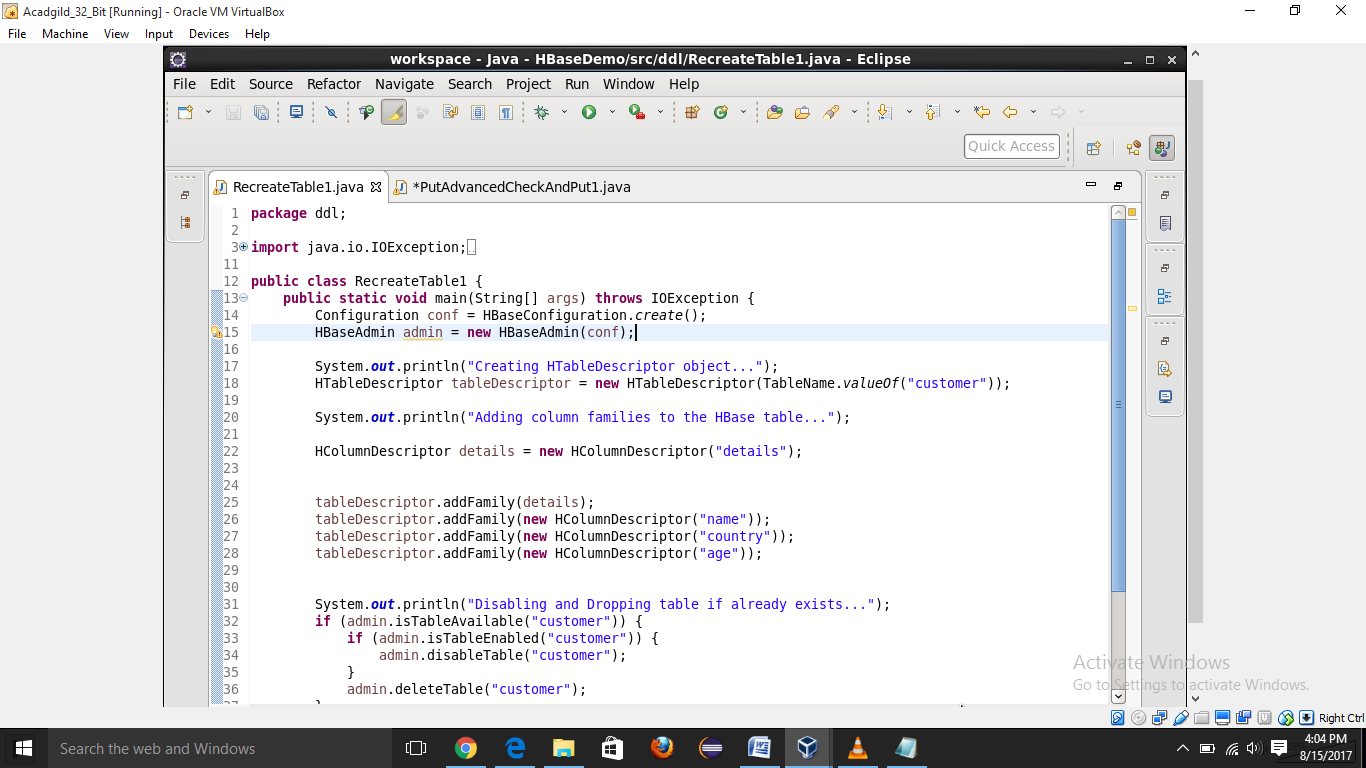 Acadgild_32_Bit [Running] - Oracle VM VirtualBox
File Machine View Input Devices Help
workspace - Java - HBaseDemo/src/ddl/RecreateTable1.java - Eclipse
File Edit Source Refactor Navigate Search Project Run Window Help
Quick Access
RecreateTable1.java *PutAdvancedCheckAndPut1.java
1 package ddl;
2
3 import java.io.IOException;
11
12 public class RecreateTable1 {
13 public static void main(String[] args) throws IOException {
14 Configuration conf = HBaseConfiguration.create();
15 HBaseAdmin admin = new HBaseAdmin(conf);
16
17 System.out.println("Creating HTableDescriptor object...");
18 HTableDescriptor tableDescriptor = new HTableDescriptor(TableName.valueOf("customer"));
19
20 System.out.println("Adding column families to the HBase table...");
21
22 HColumnDescriptor details = new HColumnDescriptor("details");
23
24
25 tableDescriptor.addFamily(details);
26 tableDescriptor.addFamily(new HColumnDescriptor("name"));
27 tableDescriptor.addFamily(new HColumnDescriptor("country"));
28 tableDescriptor.addFamily(new HColumnDescriptor("age"));
29
30
31 System.out.println("Disabling and Dropping table if already exists...");
32 if (admin.isTableAvailable("customer")) {
33 if (admin.isTableEnabled("customer")) {
34 admin.disableTable("customer");
35 }
36 admin.deleteTable("customer");
37 }
Activate Windows
Go to Settings to activate Windows.
Right Ctrl
Search the web and Windows
4:04 PM
8/15/2017